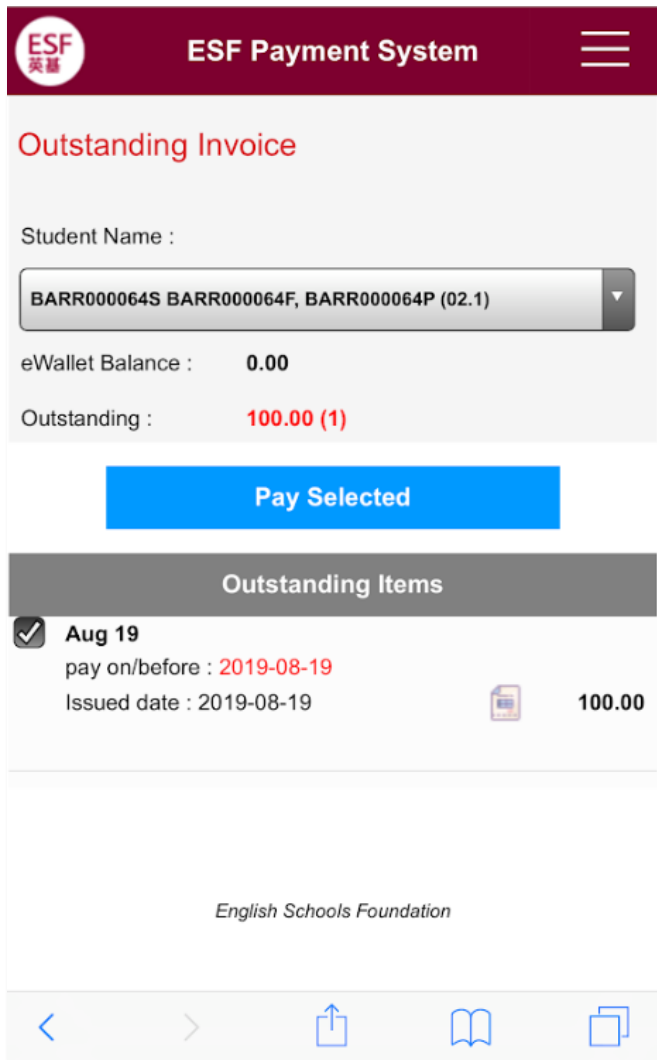 ESF
英基
ESF Payment System
Outstanding Invoice
Student Name :
BARR000064S BARR000064F, BARR000064P (02.1)
eWallet Balance : 0.00
Outstanding : 100.00 (1)
Pay Selected
Outstanding Items
Aug 19
pay on/before : 2019-08-19
Issued date : 2019-08-19 100.00
English Schools Foundation